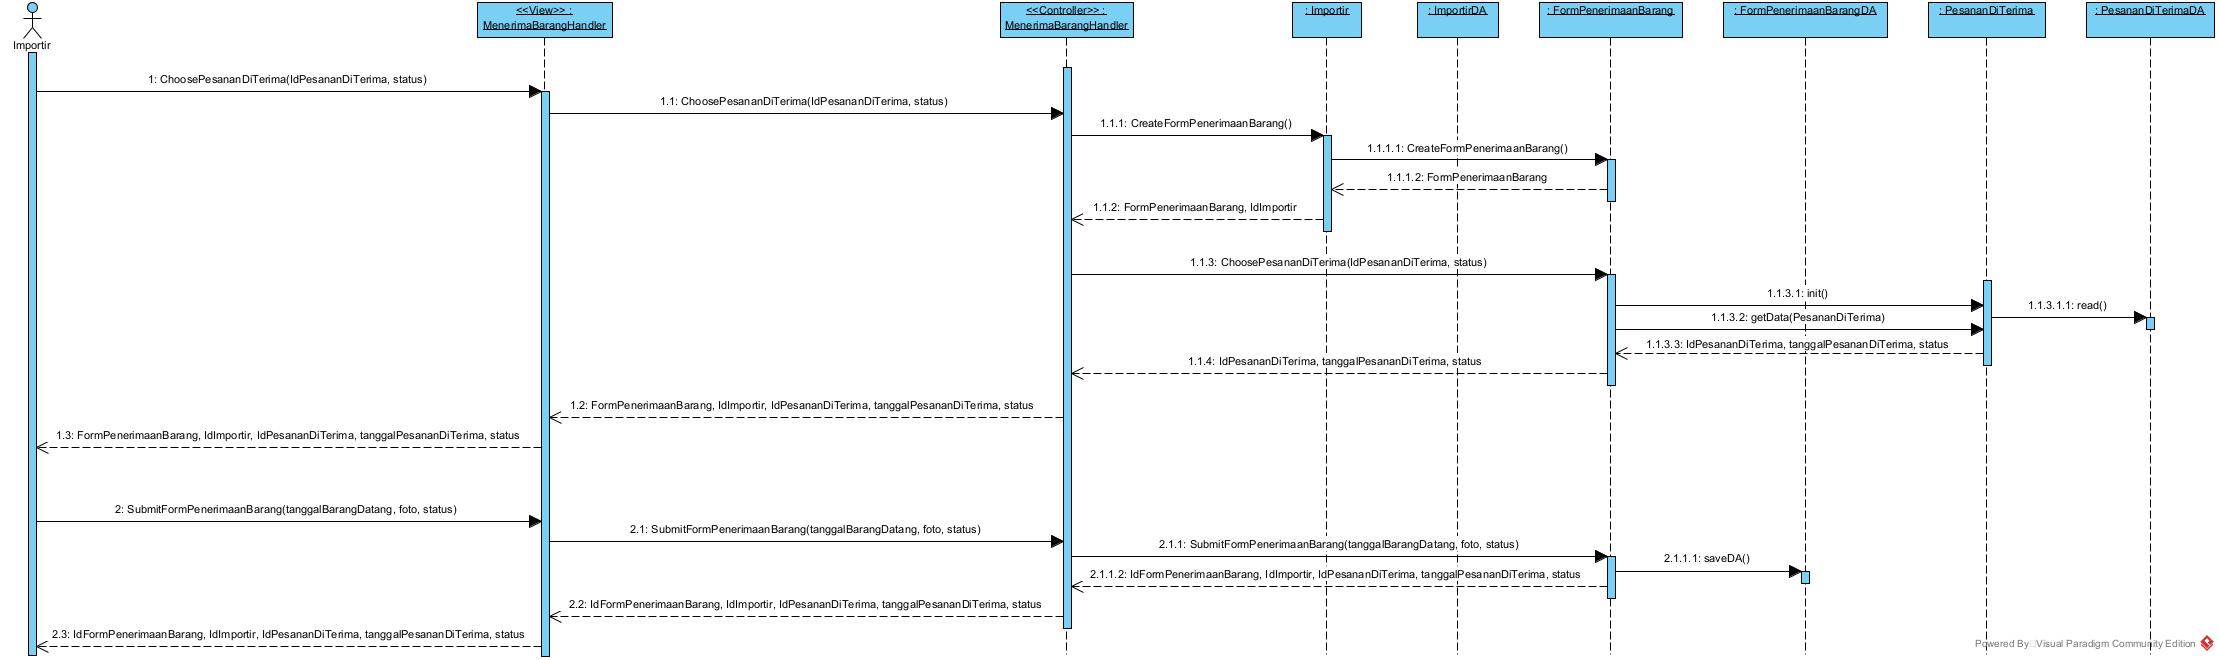 Importir
<<View>> :
MenerimaBarangHandler
<<Controller>> :
MenerimaBarangHandler
: Importir
: ImportirDA
: FormPenerimaanBarang
: FormPenerimaanBarangDA
: PesananDiTerima
: PesananDiTerimaDA
1: ChoosePesananDiTerima(IdPesananDiTerima, status)
1.1: ChoosePesananDiTerima(IdPesananDiTerima, status)
1.1.1: CreateFormPenerimaanBarang()
1.1.1.1: CreateFormPenerimaanBarang()
1.1.1.2: FormPenerimaanBarang
1.1.2: FormPenerimaanBarang, IdImportir
1.1.3: ChoosePesananDiTerima(IdPesananDiTerima, status)
1.1.3.1: init()
1.1.3.1.1: read()
1.1.3.2: getData(PesananDiTerima)
1.1.3.3: IdPesananDiTerima, tanggalPesananDiTerima, status
1.1.4: IdPesananDiTerima, tanggalPesananDiTerima, status
1.2: FormPenerimaanBarang, IdImportir, IdPesananDiTerima, tanggalPesananDiTerima, status
1.3: FormPenerimaanBarang, IdImportir, IdPesananDiTerima, tanggalPesananDiTerima, status
2: SubmitFormPenerimaanBarang(tanggalBarangDatang, foto, status)
2.1: SubmitFormPenerimaanBarang(tanggalBarangDatang, foto, status)
2.1.1: SubmitFormPenerimaanBarang(tanggalBarangDatang, foto, status)
2.1.1.1: saveDA()
2.1.1.2: IdFormPenerimaanBarang, IdImportir, IdPesananDiTerima, tanggalPesananDiTerima, status
2.2: IdFormPenerimaanBarang, IdImportir, IdPesananDiTerima, tanggalPesananDiTerima, status
2.3: IdFormPenerimaanBarang, IdImportir, IdPesananDiTerima, tanggalPesananDiTerima, status
Powered By Visual Paradigm Community Edition